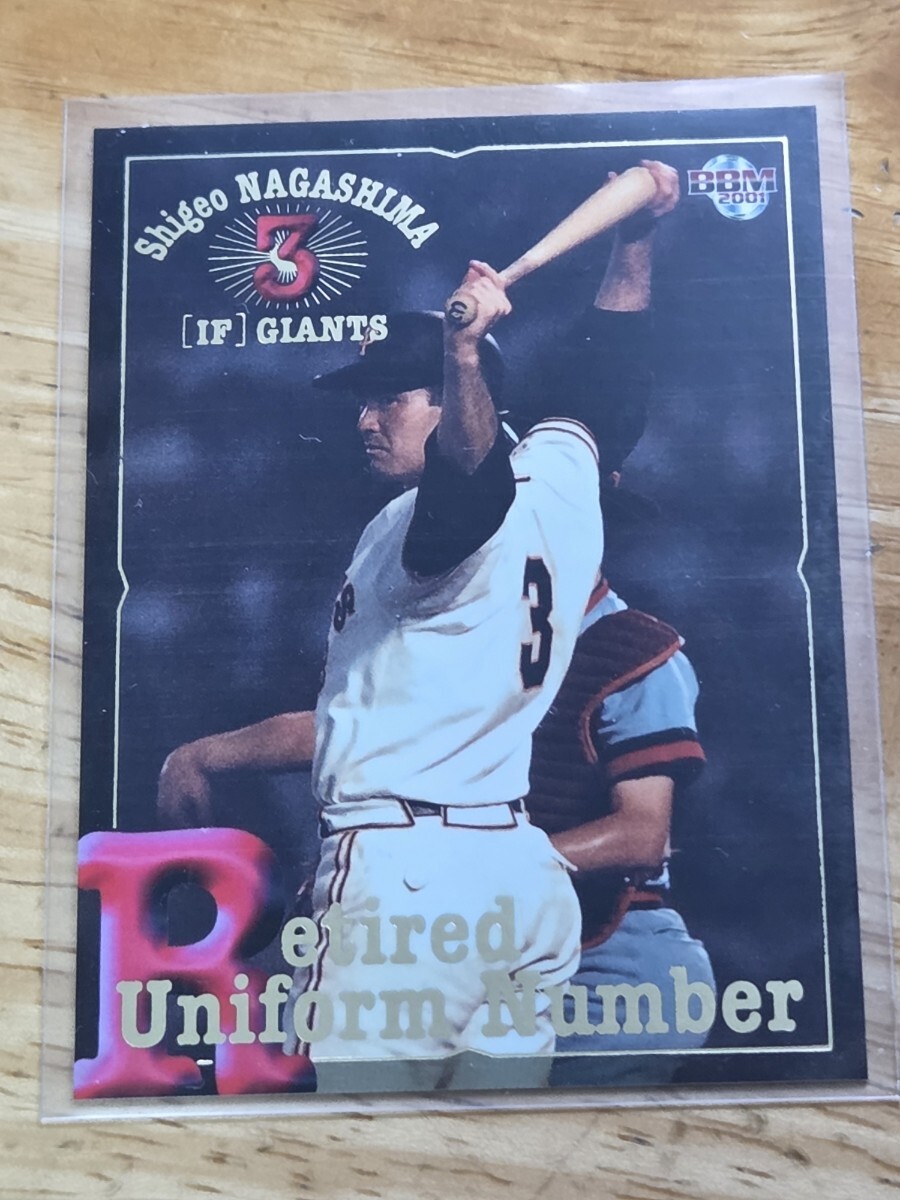 Shigeo NAGASHIMA
3
[IF] GIANTS
BBM
2001
3
Retired
Uniform Number